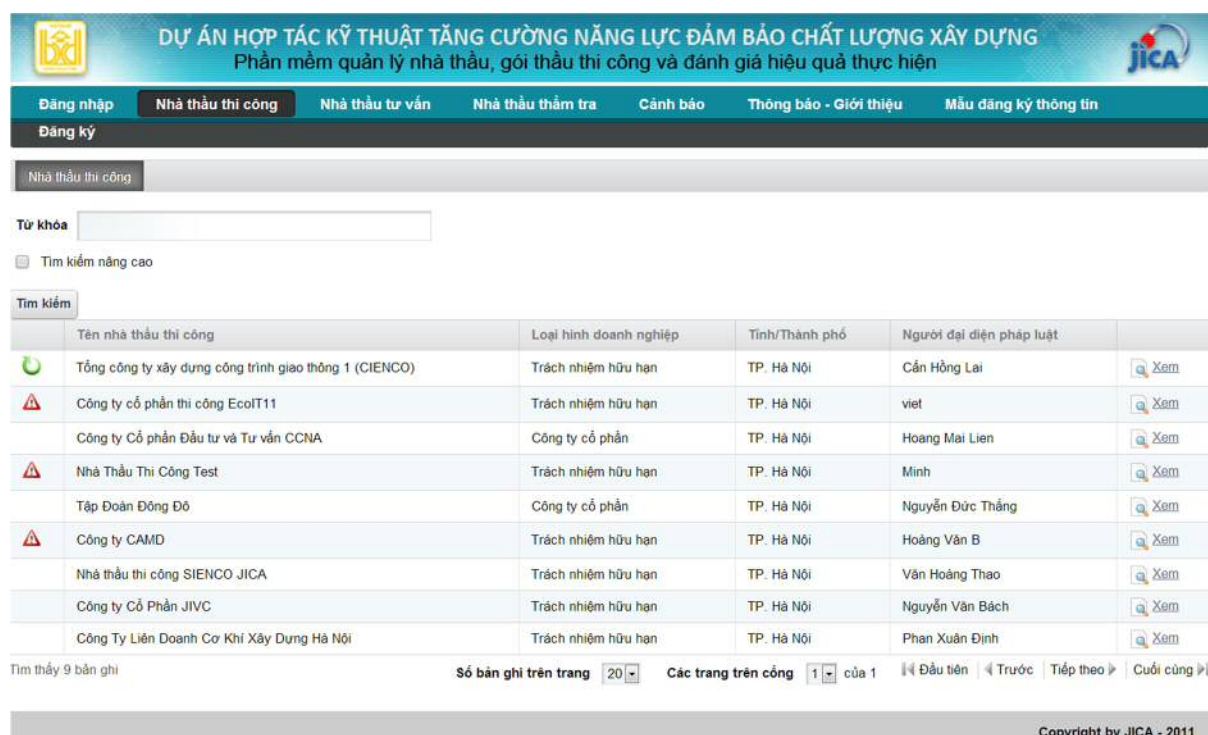 bxd
DỰ ÁN HỢP TÁC KỸ THUẬT TĂNG CƯỜNG NĂNG LỰC ĐẢM BẢO CHẤT LƯỢNG XÂY DỰNG
Phần mềm quản lý nhà thầu, gói thầu thi công và đánh giá hiệu quả thực hiện
jica
Đăng nhập Nhà thầu thi công Nhà thầu tư vấn Nhà thầu thẩm tra Cảnh báo Thông báo - Giới thiệu Mẫu đăng ký thông tin
Đăng ký
Nhà thầu thi công
Từ khóa
Tìm kiếm nâng cao
Tìm kiếm
Tên nhà thầu thi công Loại hình doanh nghiệp Tỉnh/Thành phố Người đại diện pháp luật
Tổng công ty xây dựng công trình giao thông 1 (CIENCO) Trách nhiệm hữu hạn TP. Hà Nội Cấn Hồng Lai Xem
Công ty cổ phần thi công EcoIT11 Trách nhiệm hữu hạn TP. Hà Nội viet Xem
Công ty Cổ phần Đầu tư và Tư vấn CCNA Công ty cổ phần TP. Hà Nội Hoang Mai Lien Xem
Nhà Thầu Thi Công Test Trách nhiệm hữu hạn TP. Hà Nội Minh Xem
Tập Đoàn Đông Đô Công ty cổ phần TP. Hà Nội Nguyễn Đức Thắng Xem
Công ty CAMD Trách nhiệm hữu hạn TP. Hà Nội Hoàng Văn B Xem
Nhà thầu thi công SIENCO JICA Trách nhiệm hữu hạn TP. Hà Nội Văn Hoàng Thao Xem
Công ty Cổ Phần JIVC Trách nhiệm hữu hạn TP. Hà Nội Nguyễn Văn Bách Xem
Công Ty Liên Doanh Cơ Khí Xây Dựng Hà Nội Trách nhiệm hữu hạn TP. Hà Nội Phan Xuân Định Xem
Tìm thấy 9 bản ghi Số bản ghi trên trang 20 Các trang trên cổng 1 của 1 Đầu tiên Trước Tiếp theo Cuối cùng
Copyright by JICA - 2011